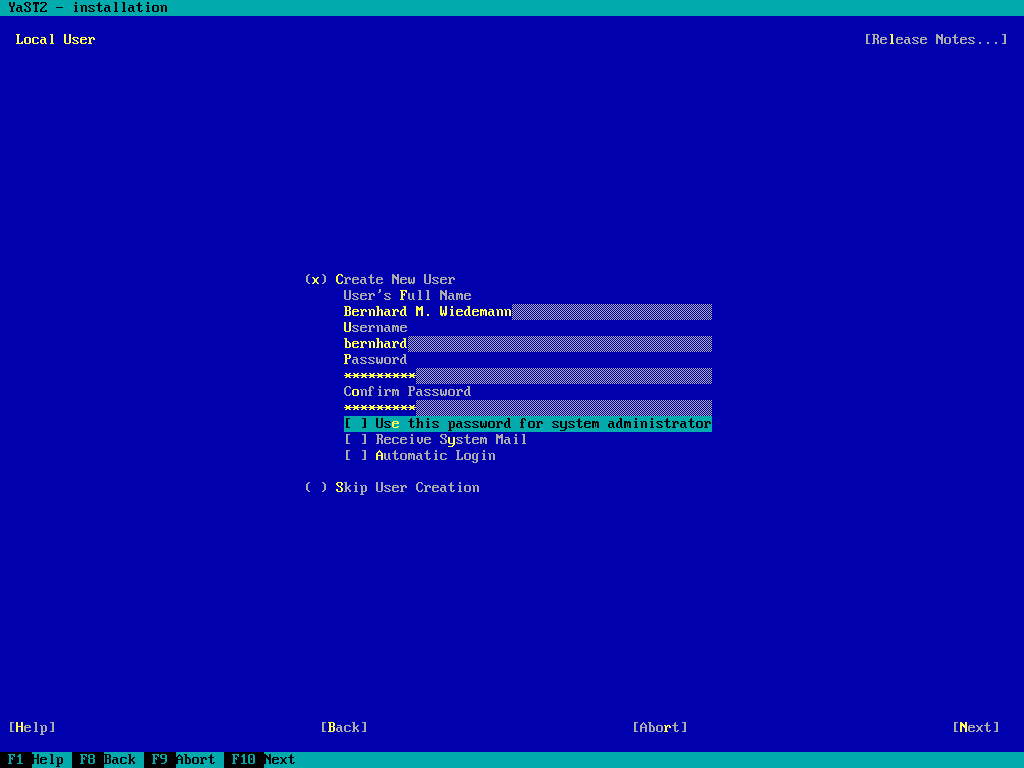 YaST2 - installation
Local User [Release Notes...]
(x) Create New User
User's Full Name
Bernhard M. Wiedemann
Username
bernhard
Password
*********
Confirm Password
*********
[ ] Use this password for system administrator
[ ] Receive System Mail
[ ] Automatic Login
( ) Skip User Creation
[Help] [Back] [Abort] [Next]
F1 Help F8 Back F9 Abort F10 Next